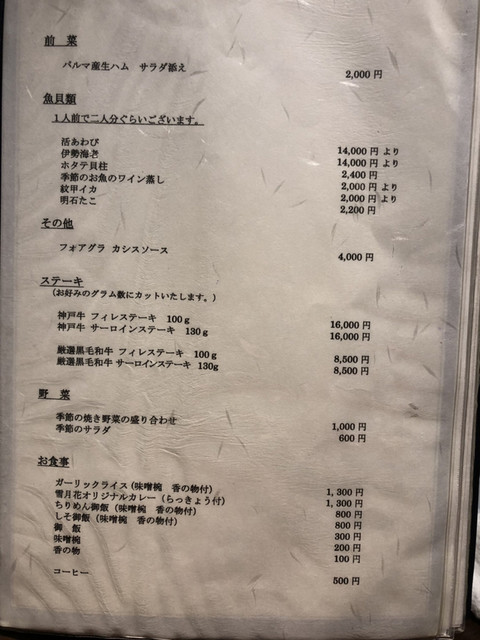 前　菜
パルマ産生ハム　サラダ添え　2,000 円
魚貝類
１人前で二人分ぐらいございます。
活あわび　14,000 円 より
伊勢海老　14,000 円 より
ホタテ貝柱　2,400 円
季節のお魚のワイン蒸し　2,000 円 より
紋甲イカ　2,000 円 より
明石たこ　2,200 円
その他
フォアグラ カシスソース　4,000 円
ステーキ
（お好みのグラム数にカットいたします。）
神戸牛 フィレステーキ　100ｇ　16,000 円
神戸牛 サーロインステーキ　130ｇ　16,000 円
厳選黒毛和牛 フィレステーキ　100ｇ　8,500 円
厳選黒毛和牛 サーロインステーキ　130g　8,500 円
野　菜
季節の焼き野菜の盛り合わせ　1,000 円
季節のサラダ　600 円
お食事
ガーリックライス（味噌椀　香の物付）　1,300 円
雪月花オリジナルカレー（らっきょう付）　1,300 円
ちりめん御飯（味噌椀　香の物付）　800 円
しそ御飯（味噌椀　香の物付）　800 円
御　飯　300 円
味噌椀　200 円
香の物　100 円
コーヒー　500 円